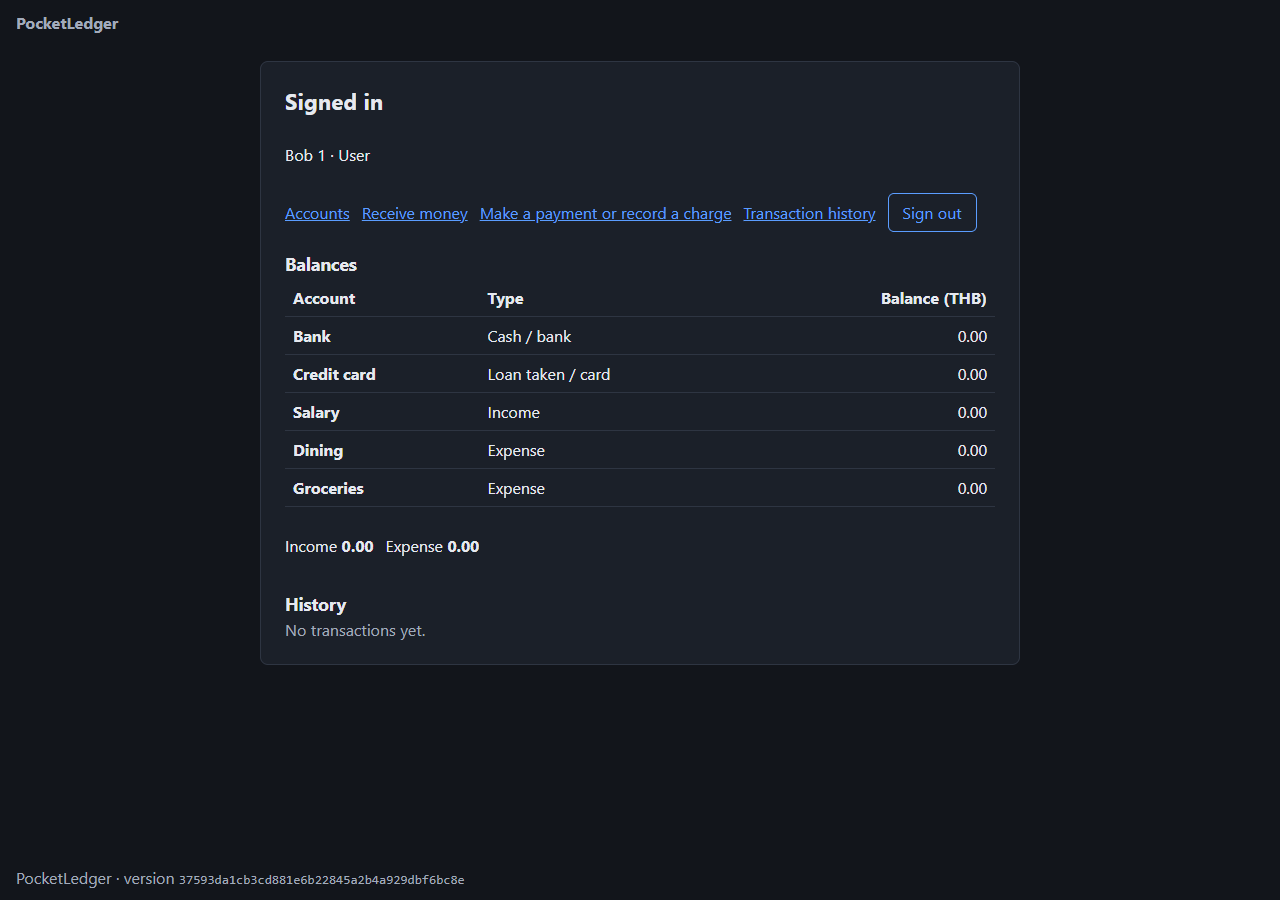 PocketLedger
Signed in
Bob 1 · User
Accounts Receive money Make a payment or record a charge Transaction history Sign out
Balances
Account Type Balance (THB)
Bank Cash / bank 0.00
Credit card Loan taken / card 0.00
Salary Income 0.00
Dining Expense 0.00
Groceries Expense 0.00
Income 0.00 Expense 0.00
History
No transactions yet.
PocketLedger · version 37593da1cb3cd881e6b22845a2b4a929dbf6bc8e